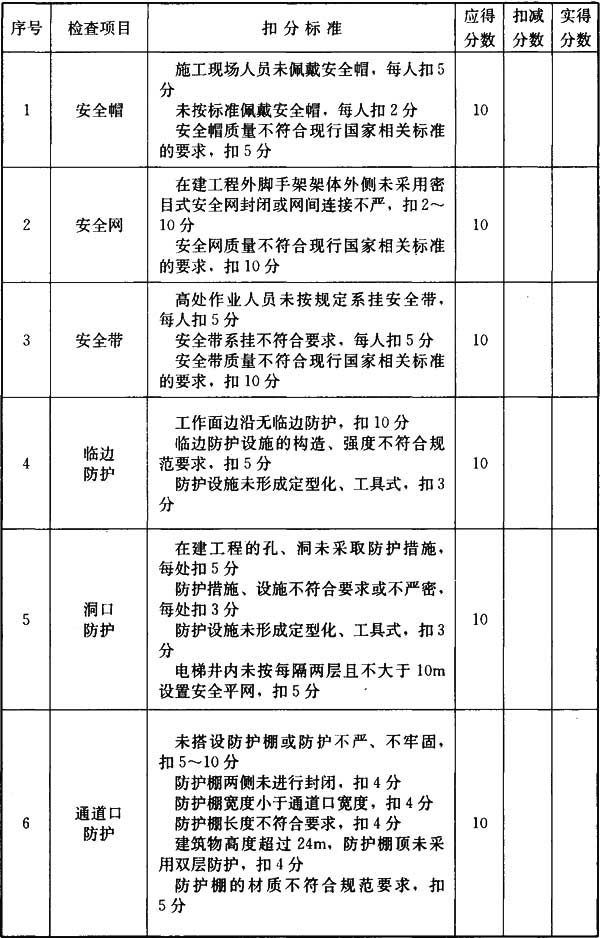 序号 检查项目 扣分标准 应得分数 扣减分数 实得分数
1 安全帽 10
施工现场人员未佩戴安全帽，每人扣5
分
未按标准佩戴安全帽，每人扣2分
安全帽质量不符合现行国家相关标准
的要求，扣5分
2 安全网 10
在建工程外脚手架架体外侧未采用密
目式安全网封闭或网间连接不严，扣2～
10分
安全网质量不符合现行国家相关标准
的要求，扣10分
3 安全带 10
高处作业人员未按规定系挂安全带，
每人扣5分
安全带系挂不符合要求，每人扣5分
安全带质量不符合现行国家相关标准
的要求，扣10分
4 临边防护 10
工作面边沿无临边防护，扣10分
临边防护设施的构造、强度不符合规
范要求，扣5分
防护设施未形成定型化、工具式，扣3
分
5 洞口防护 10
在建工程的孔、洞未采取防护措施，
每处扣5分
防护措施、设施不符合要求或不严密，
每处扣3分
防护设施未形成定型化、工具式，扣3
分
电梯井内未按每隔两层且不大于10m
设置安全平网，扣5分
6 通道口防护 10
未搭设防护棚或防护不严、不牢固，
扣5～10分
防护棚两侧未进行封闭，扣4分
防护棚宽度小于通道口宽度，扣4分
防护棚长度不符合要求，扣4分
建筑物高度超过24m，防护棚顶未采
用双层防护，扣4分
防护棚的材质不符合规范要求，扣
5分